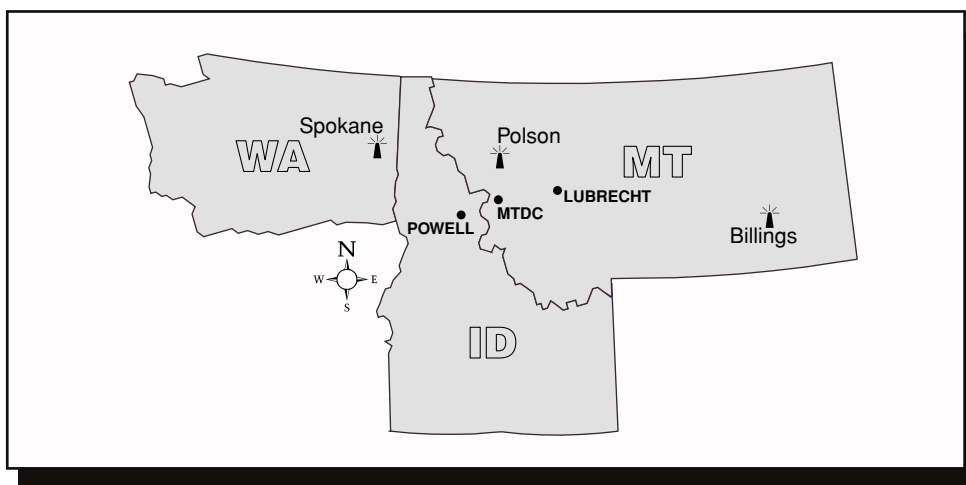 Spokane
Polson
WA
MT
LUBRECHT
MTDC
POWELL
Billings
N
W
E
S
ID